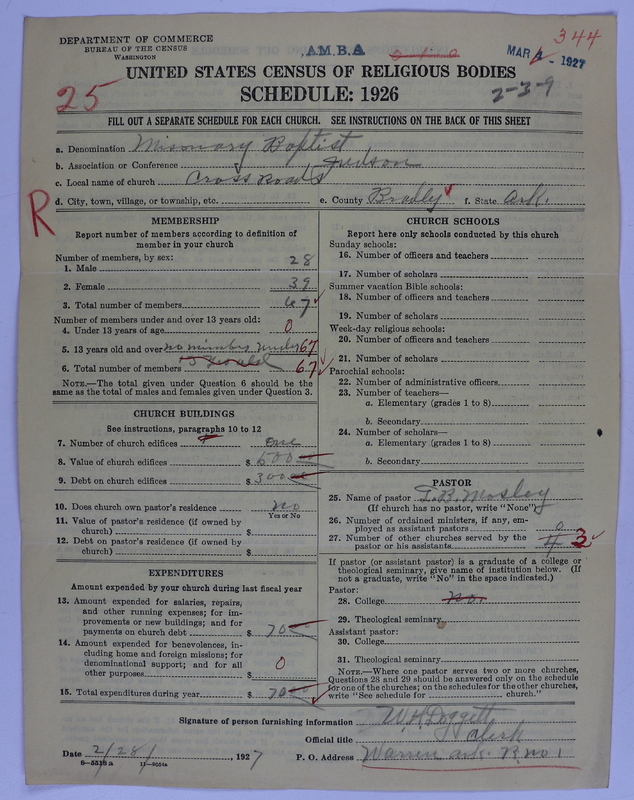 344
DEPARTMENT OF COMMERCE
BUREAU OF THE CENSUS
WASHINGTON
A.M.B.A
MAR 1 - 1927
25
UNITED STATES CENSUS OF RELIGIOUS BODIES
SCHEDULE: 1926
2-3-9
FILL OUT A SEPARATE SCHEDULE FOR EACH CHURCH. SEE INSTRUCTIONS ON THE BACK OF THIS SHEET
a. Denomination Misonary Baptist
b. Association or Conference Judson
c. Local name of church Cross Roads
d. City, town, village, or township, etc. e. County Bradly f. State Ark.
R
MEMBERSHIP
Report number of members according to definition of
member in your church
Number of members, by sex:
1. Male 28
2. Female 39
3. Total number of members 67
Number of members under and over 13 years old:
4. Under 13 years of age 0
5. 13 years old and over no members under 67
6. Total number of members 67
NOTE.—The total given under Question 6 should be the
same as the total of males and females given under Question 3.
CHURCH BUILDINGS
See instructions, paragraphs 10 to 12
7. Number of church edifices one
8. Value of church edifices $ 500
9. Debt on church edifices $ 300
10. Does church own pastor's residence? no
Yes or No
11. Value of pastor's residence (if owned by
church) $
12. Debt on pastor's residence (if owned by
church) $
EXPENDITURES
Amount expended by your church during last fiscal year
13. Amount expended for salaries, repairs,
and other running expenses; for im-
provements or new buildings; and for
payments on church debt $ 70
14. Amount expended for benevolences, in-
cluding home and foreign missions; for
denominational support; and for all
other purposes $ 0
15. Total expenditures during year $ 70
CHURCH SCHOOLS
Report here only schools conducted by this church
Sunday schools:
16. Number of officers and teachers
17. Number of scholars
Summer vacation Bible schools:
18. Number of officers and teachers
19. Number of scholars
Week-day religious schools:
20. Number of officers and teachers
21. Number of scholars
Parochial schools:
22. Number of administrative officers
23. Number of teachers—
a. Elementary (grades 1 to 8)
b. Secondary
24. Number of scholars—
a. Elementary (grades 1 to 8)
b. Secondary
PASTOR
25. Name of pastor T. B. Mosley
(If church has no pastor, write "None")
26. Number of ordained ministers, if any, em-
ployed as assistant pastors 0
27. Number of other churches served by the
pastor or his assistants 4 3
If pastor (or assistant pastor) is a graduate of a college or
theological seminary, give name of institution below. (If
not a graduate, write "No" in the space indicated.)
Pastor:
28. College no.
29. Theological seminary
Assistant pastor:
30. College
31. Theological seminary
NOTE.—Where one pastor serves two or more churches,
Questions 28 and 29 should be answered only on the schedule
for one of the churches; on the schedules for the other churches,
write "See schedule for church."
Signature of person furnishing information W. H. Doggett
Official title Clerk
Date 2/28/, 1927 P. O. Address Warren ark. R no 1
8-5518a 11-9054a